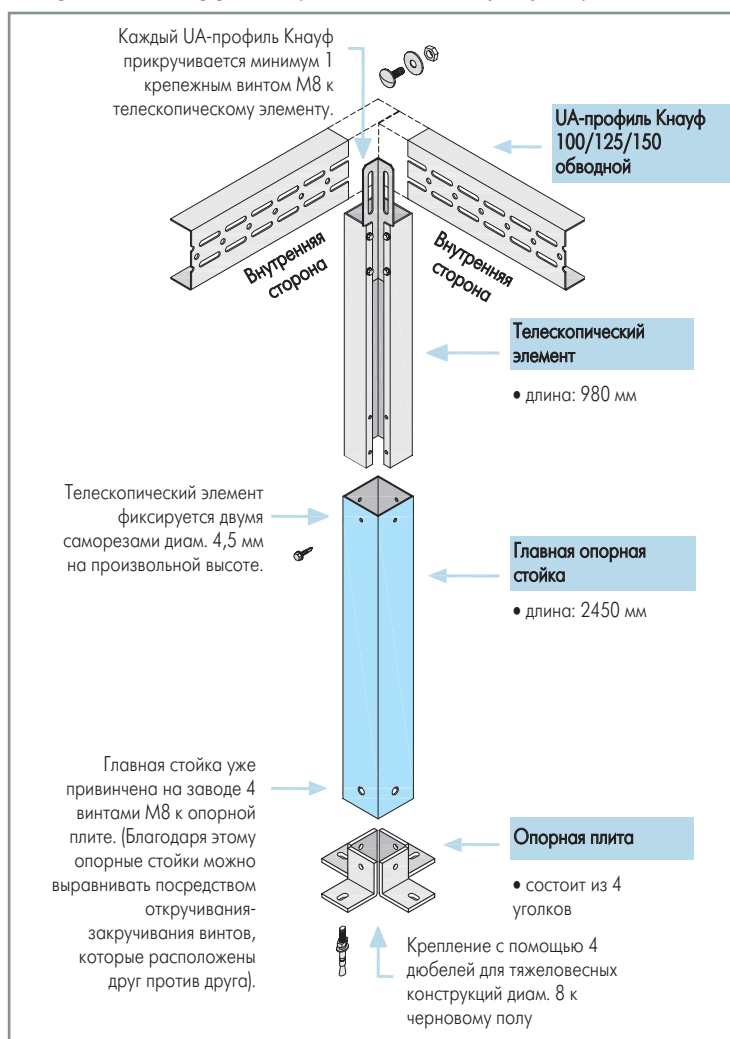 Каждый UA-профиль Кнауф
прикручивается минимум 1
крепежным винтом М8 к
телескопическому элементу.
UA-профиль Кнауф
100/125/150
обводной
Внутренняя
сторона
Внутренняя
сторона
Телескопический
элемент
• длина: 980 мм
Телескопический элемент
фиксируется двумя
саморезами диам. 4,5 мм
на произвольной высоте.
Главная опорная
стойка
• длина: 2450 мм
Главная стойка уже
привинчена на заводе 4
винтами М8 к опорной
плите. (Благодаря этому
опорные стойки можно
выравнивать посредством
откручивания-
закручивания винтов,
которые расположены
друг против друга).
Опорная плита
• состоит из 4
уголков
Крепление с помощью 4
дюбелей для тяжеловесных
конструкций диам. 8 к
черновому полу